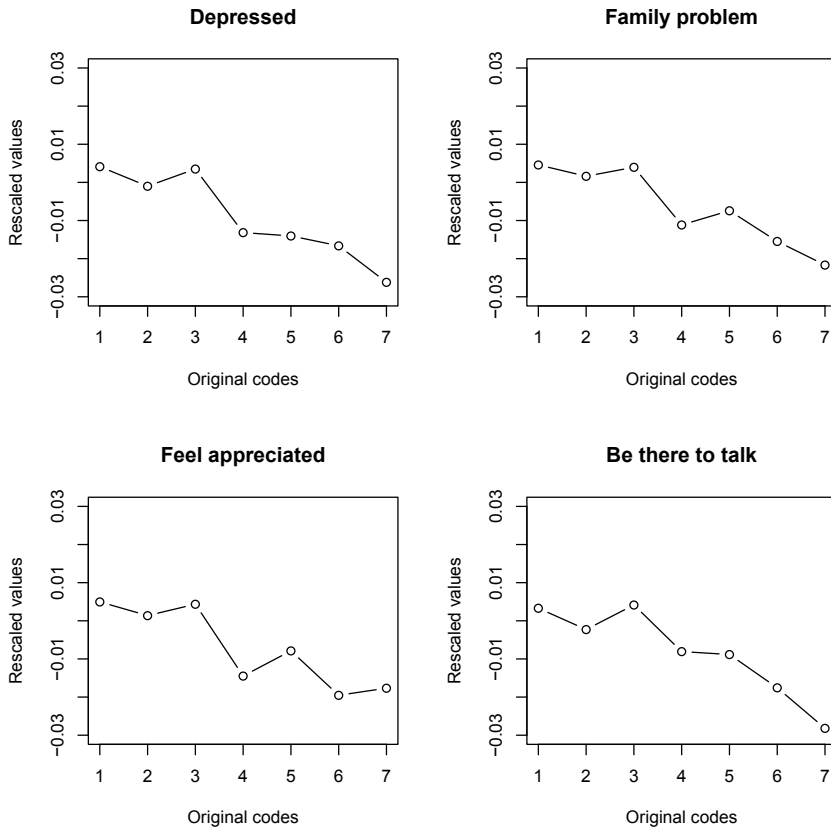 Depressed
Rescaled values
0.03
0.01
−0.01
−0.03
1 2 3 4 5 6 7
Original codes
Family problem
Rescaled values
0.03
0.01
−0.01
−0.03
1 2 3 4 5 6 7
Original codes
Feel appreciated
Rescaled values
0.03
0.01
−0.01
−0.03
1 2 3 4 5 6 7
Original codes
Be there to talk
Rescaled values
0.03
0.01
−0.01
−0.03
1 2 3 4 5 6 7
Original codes